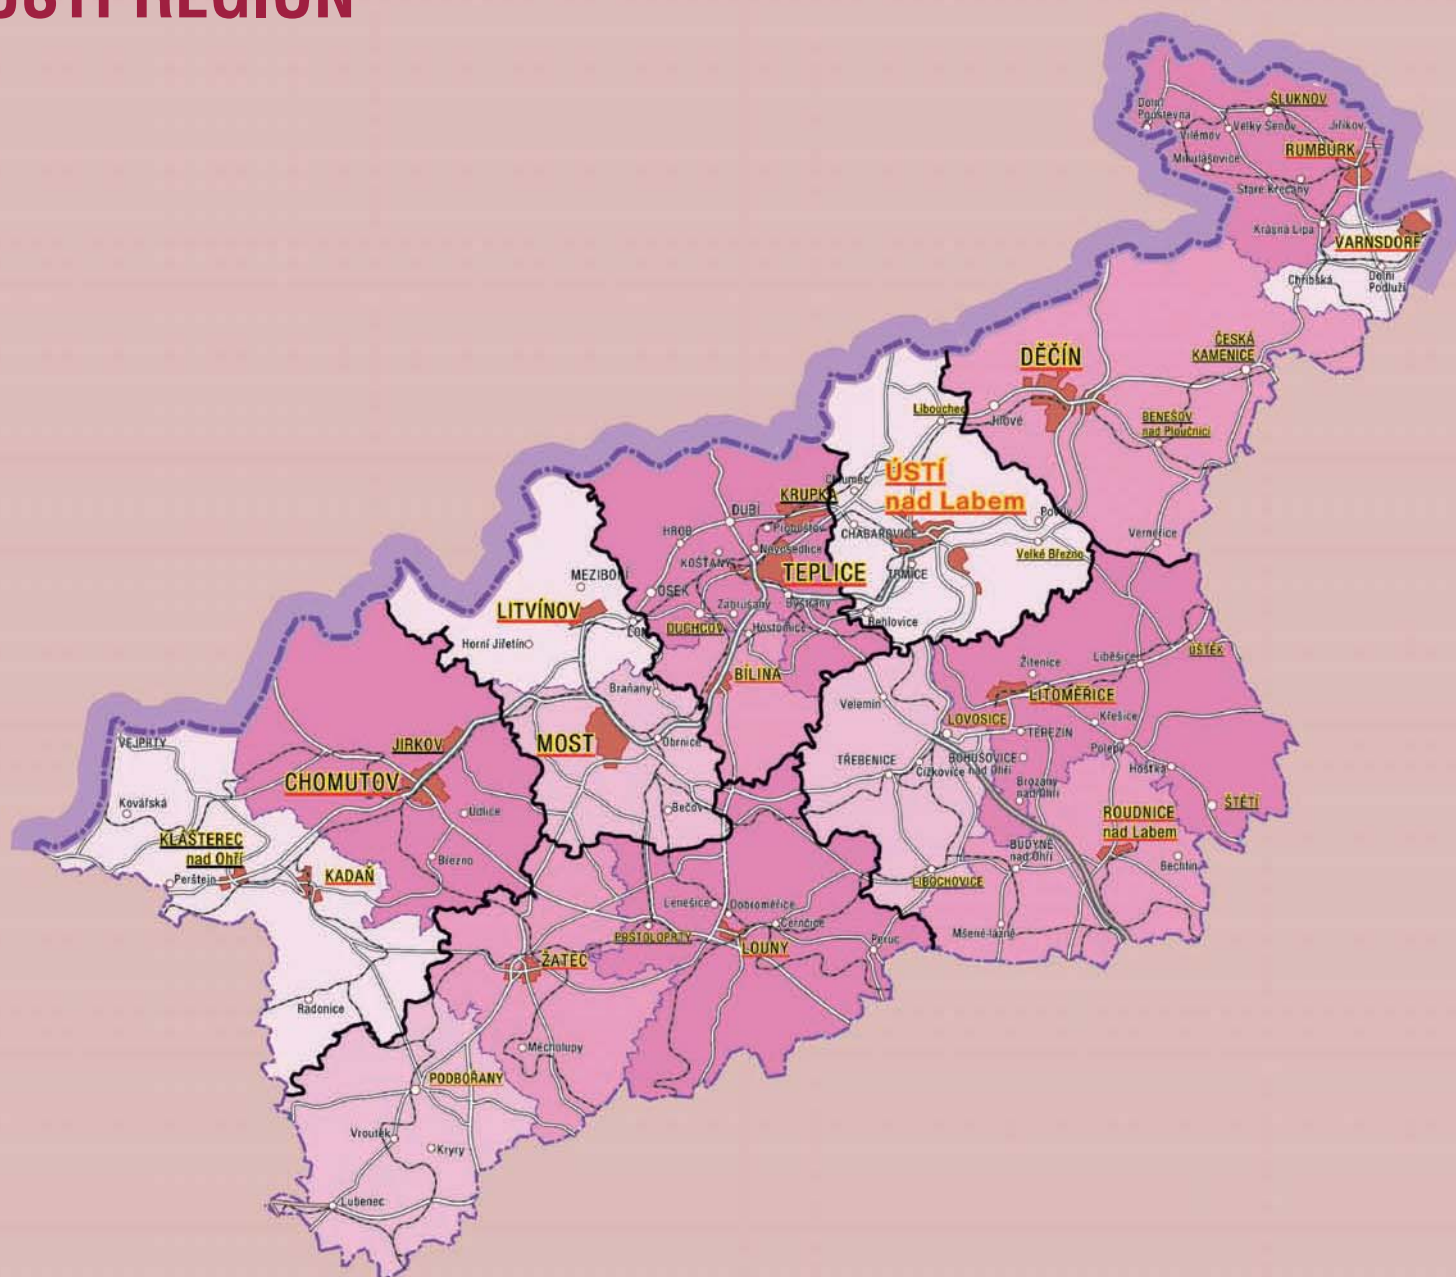 ÚSTÍ REGION
Dolní
Poustevna
Vilémov
Velký Šenov
ŠLUKNOV
Jiříkov
RUMBURK
Mikulášovice
Staré Křečany
Krásná Lípa
VARNSDORF
Dolní
Podluží
Chřibská
ČESKÁ
KAMENICE
DĚČÍN
Jílové
Libouchec
BENEŠOV
nad Ploučnicí
ÚSTÍ
nad Labem
Chlumec
KRUPKA
Povrly
Verneřice
DUBÍ
Proboštov
CHABAŘOVICE
HROB
Novosedlice
Velké Březno
KOŠŤANY
TEPLICE
TRMICE
MEZIBOŘÍ
OSEK
LITVÍNOV
Zabrušany
Bystřany
DUCHCOV
Řehlovice
LOM
Hostomice
Horní Jiřetín
ÚŠTĚK
Žitenice
Liběšice
BÍLINA
Braňany
LITOMĚŘICE
Velemín
Křešice
LOVOSICE
TEREZÍN
VEJPRTY
JIRKOV
MOST
Obrnice
Polepy
Hoštka
TŘEBENICE
BOHUŠOVICE
nad Ohří
Čížkovice
CHOMUTOV
Brozany
nad Ohří
Kovářská
Údlice
Bečov
ROUDNICE
nad Labem
ŠTĚTÍ
KLÁŠTEREC
nad Ohří
BUDYNĚ
nad Ohří
Březno
Bechlín
Perštejn
KADAŇ
LIBOCHOVICE
Lenešice
Dobroměřice
Černčice
Mšené-lázně
POSTOLOPRTY
LOUNY
Peruc
ŽATEC
Radonice
Měcholupy
PODBOŘANY
Vroutek
Kryry
Lubenec